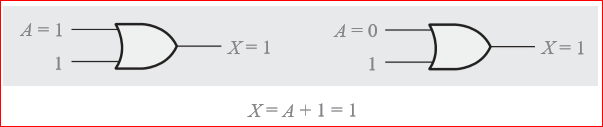 A = 1 X = 1 A = 0 X = 1
1 1
X = A + 1 = 1